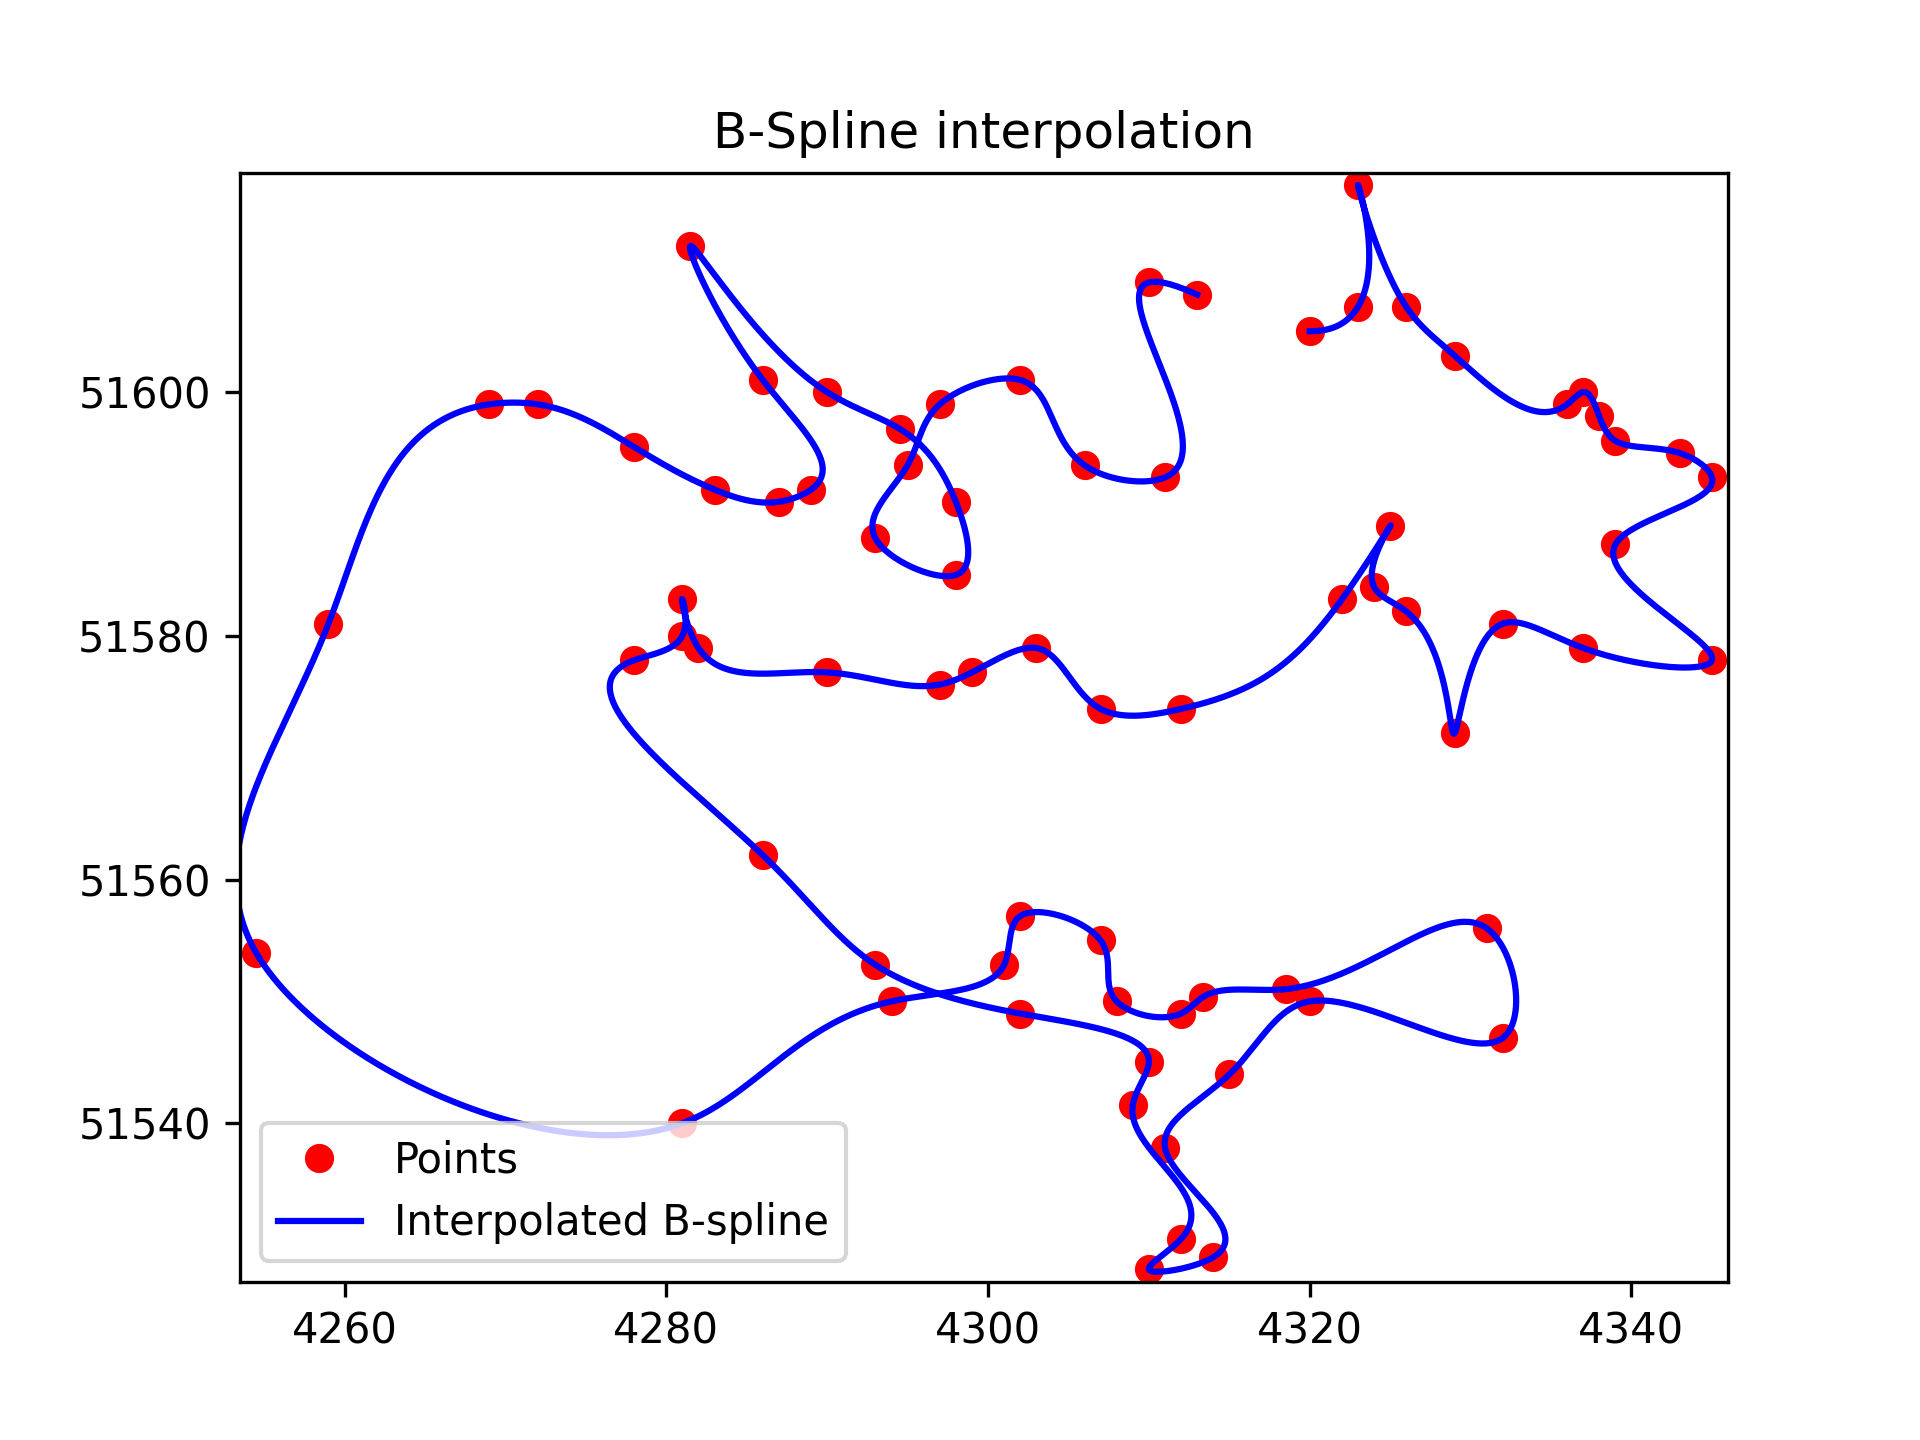 B-Spline interpolation
51600
51580
51560
51540
Points
Interpolated B-spline
4260 4280 4300 4320 4340